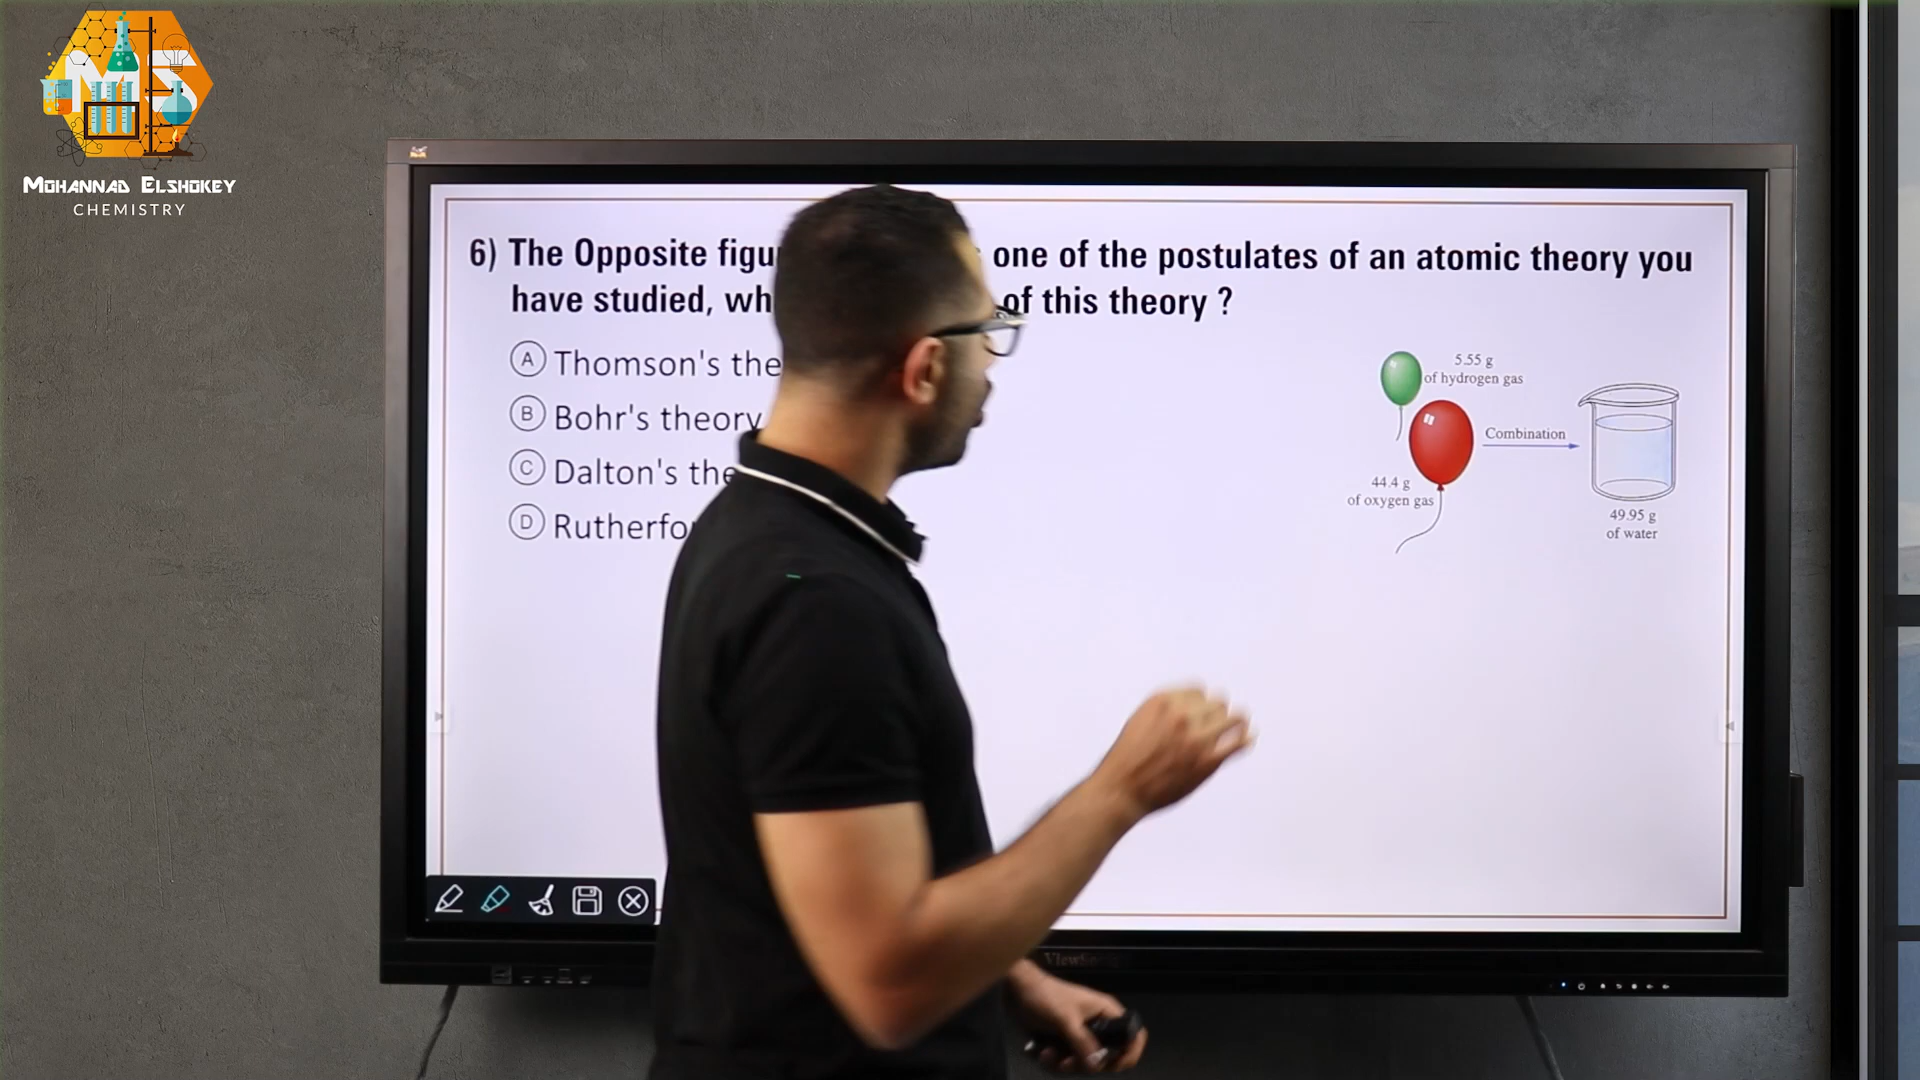 MS
MOHANNAD ELSHOKEY
CHEMISTRY
6) The Opposite figu one of the postulates of an atomic theory you
have studied, wh of this theory ?
A Thomson's the
B Bohr's theory
C Dalton's the
D Rutherfo
5.55 g
of hydrogen gas
Combination
44.4 g
of oxygen gas
49.95 g
of water